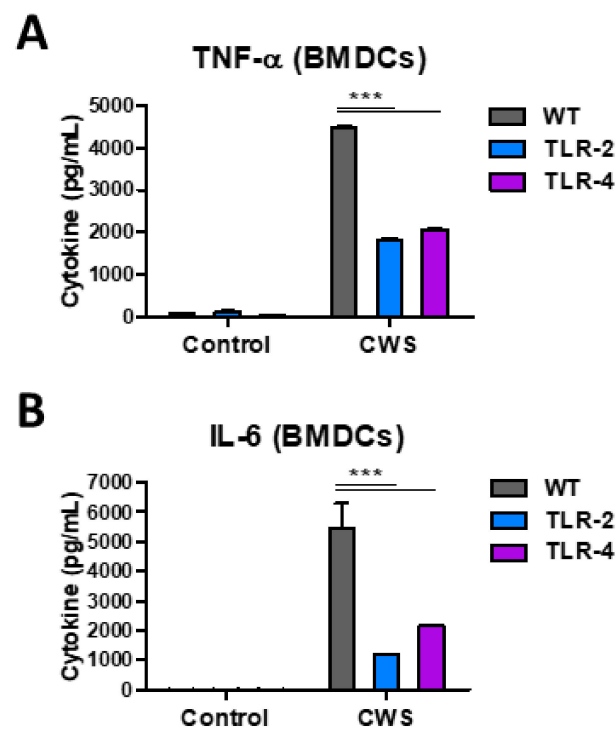 A
TNF-α (BMDCs)
Cytokine (pg/mL)
5000
4000
3000
2000
1000
0
***
Control
CWS
WT
TLR-2
TLR-4
B
IL-6 (BMDCs)
Cytokine (pg/mL)
7000
6000
5000
4000
3000
2000
1000
0
***
Control
CWS
WT
TLR-2
TLR-4